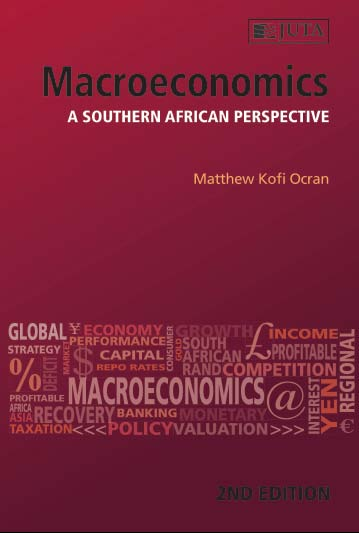 JUTA
Macroeconomics
A SOUTHERN AFRICAN PERSPECTIVE
Matthew Kofi Ocran
GLOBAL
¥ ECONOMY
GROWTH
INCOME
STRATEGY
DEFICIT
MARKET
PERFORMANCE
CONSUMER
GOLD
SOUTH
AFRICAN
RAND
£
PROFITABLE
$
CAPITAL
REPO RATES
COMPETITION
%
MACROECONOMICS
@
INTEREST
YEN
REGIONAL
€
PROFITABLE
AFRICA
ASIA
RECOVERY
BANKING
MONETARY
TAXATION
<<<
POLICY
VALUATION
>>>
2ND EDITION